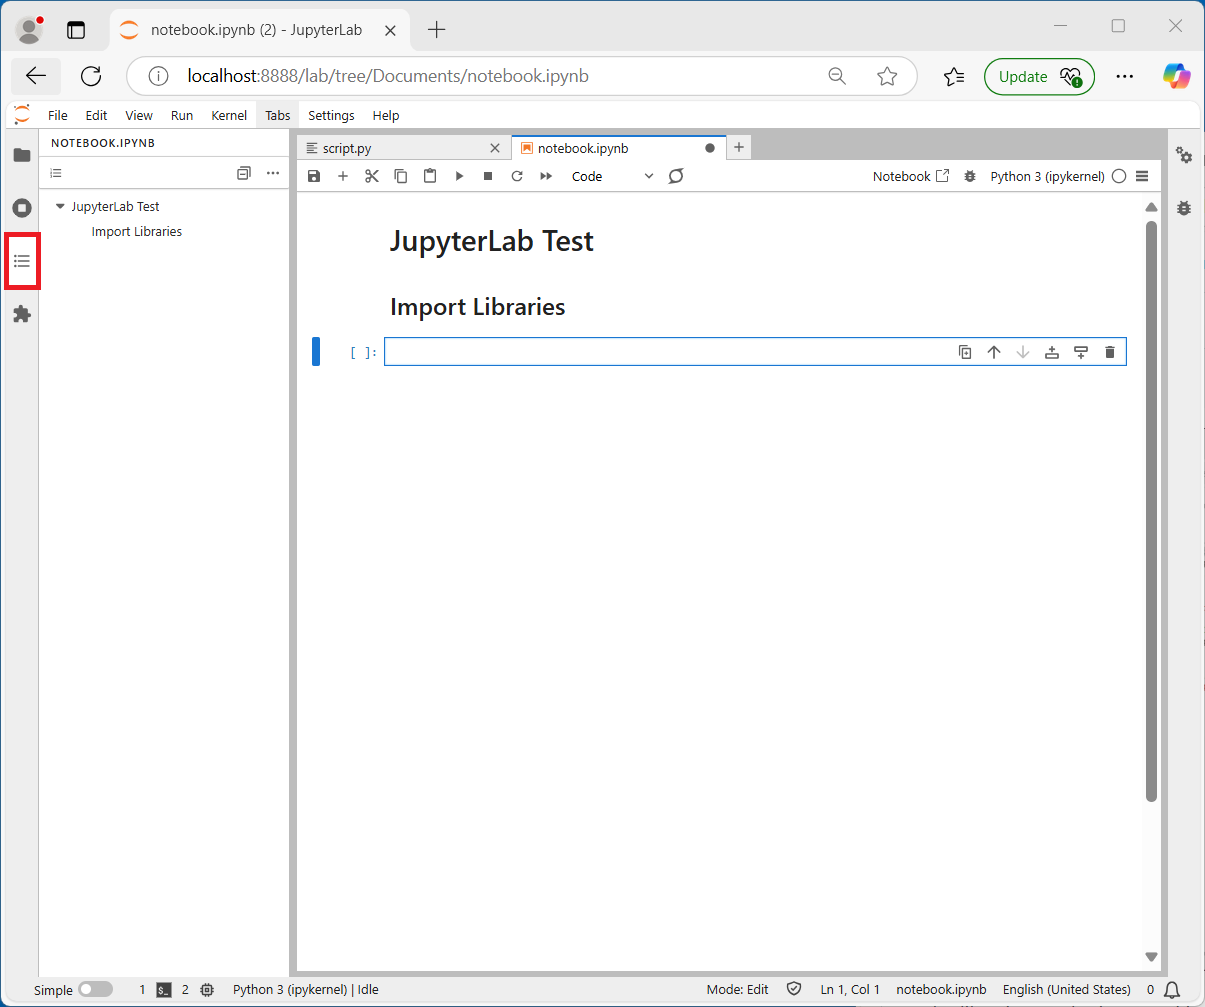 notebook.ipynb (2) - JupyterLab
localhost:8888/lab/tree/Documents/notebook.ipynb
Update
File Edit View Run Kernel Tabs Settings Help
NOTEBOOK.IPYNB
script.py
notebook.ipynb
Code
Notebook
Python 3 (ipykernel)
JupyterLab Test
Import Libraries
JupyterLab Test
Import Libraries
[ ]:
Simple 1 $_ 2 Python 3 (ipykernel) | Idle Mode: Edit Ln 1, Col 1 notebook.ipynb English (United States) 0